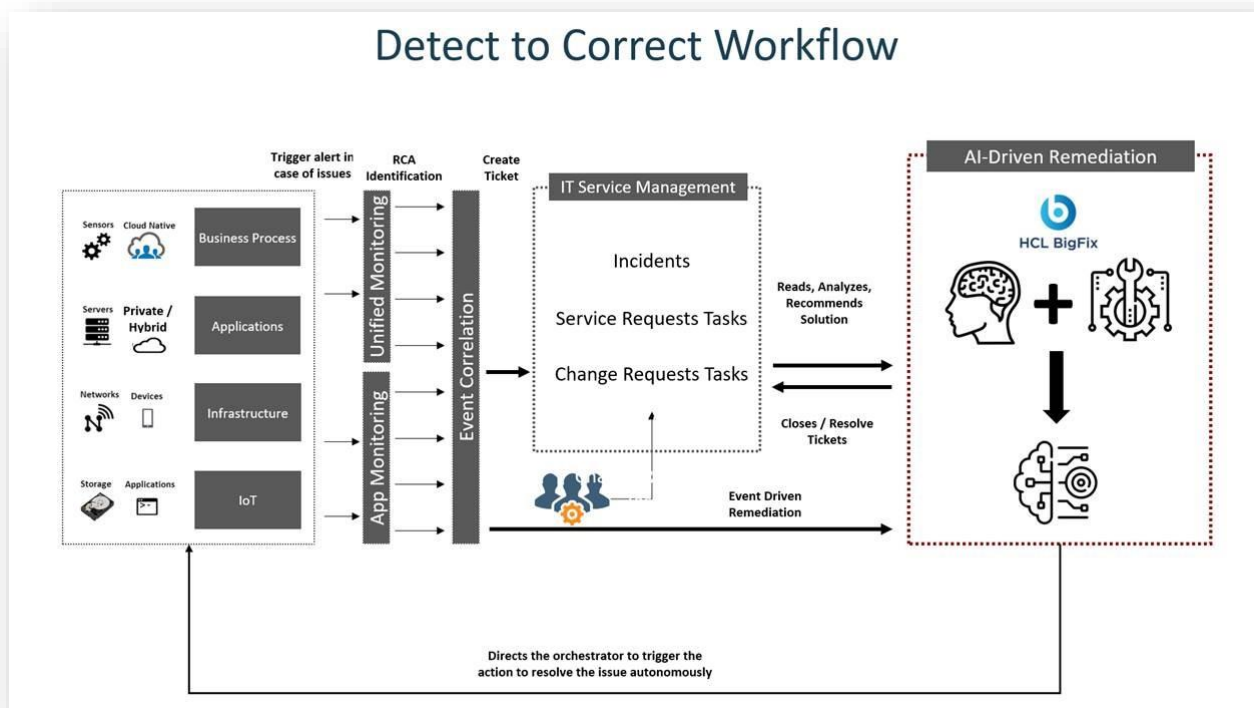 Detect to Correct Workflow
Trigger alert in
case of issues
RCA
Identification
Create
Ticket
Sensors
Cloud Native
Business Process
Servers
Private /
Hybrid
Applications
Networks
Devices
Infrastructure
Storage
Applications
IoT
Unified Monitoring
App Monitoring
Event Correlation
IT Service Management
Incidents
Service Requests Tasks
Change Requests Tasks
Reads, Analyzes,
Recommends
Solution
Closes / Resolve
Tickets
Event Driven
Remediation
AI-Driven Remediation
HCL BigFix
Directs the orchestrator to trigger the
action to resolve the issue autonomously